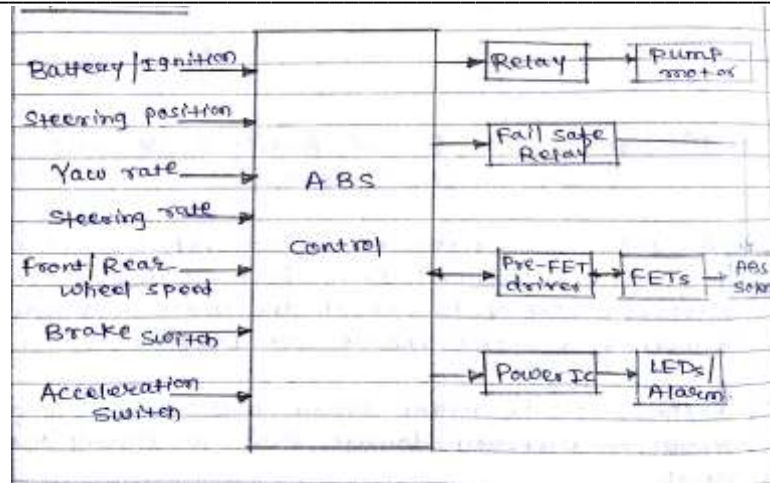 Battery/Ignition
Steering position
Yaw rate
Steering rate
Front/Rear
wheel speed
Brake switch
Acceleration
Switch
ABS
Control
Relay
Pump
motor
Fail safe
Relay
Pre-FET
driver
FETs
ABS
Power Ic
LEDs/
Alarm